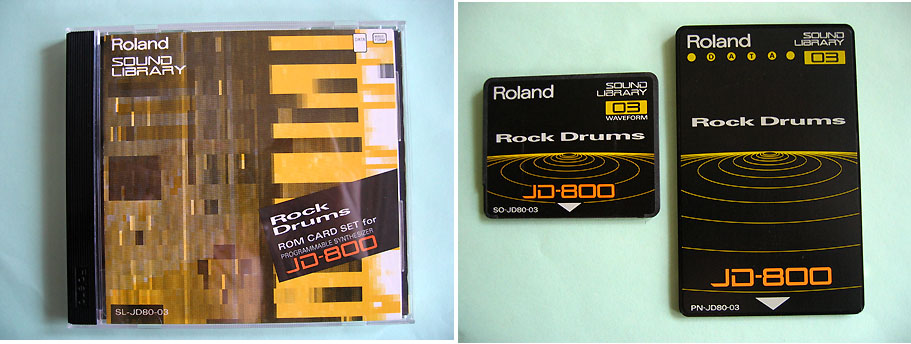 Roland
SOUND
LIBRARY
DATA
Rock
Drums
ROM CARD SET for
PROGRAMMABLE SYNTHESIZER
JD-800
SL-JD80-03
Roland
SOUND
LIBRARY
03
WAVEFORM
Rock Drums
JD-800
SO-JD80-03
Roland
SOUND
LIBRARY
DATA
03
Rock Drums
JD-800
PN-JD80-03